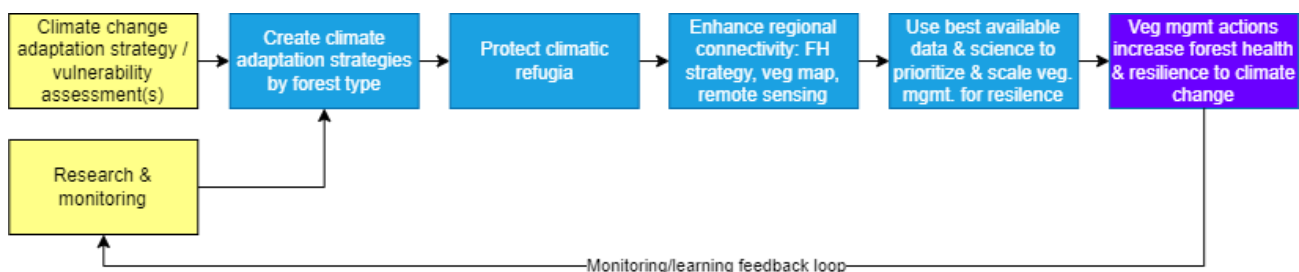 Climate change
adaptation strategy /
vulnerability
assessment(s)
Create climate
adaptation strategies
by forest type
Protect climatic
refugia
Enhance regional
connectivity: FH
strategy, veg map,
remote sensing
Use best available
data & science to
prioritize & scale veg.
mgmt. for resilence
Veg mgmt actions
increase forest health
& resilience to climate
change
Research &
monitoring
Monitoring/learning feedback loop